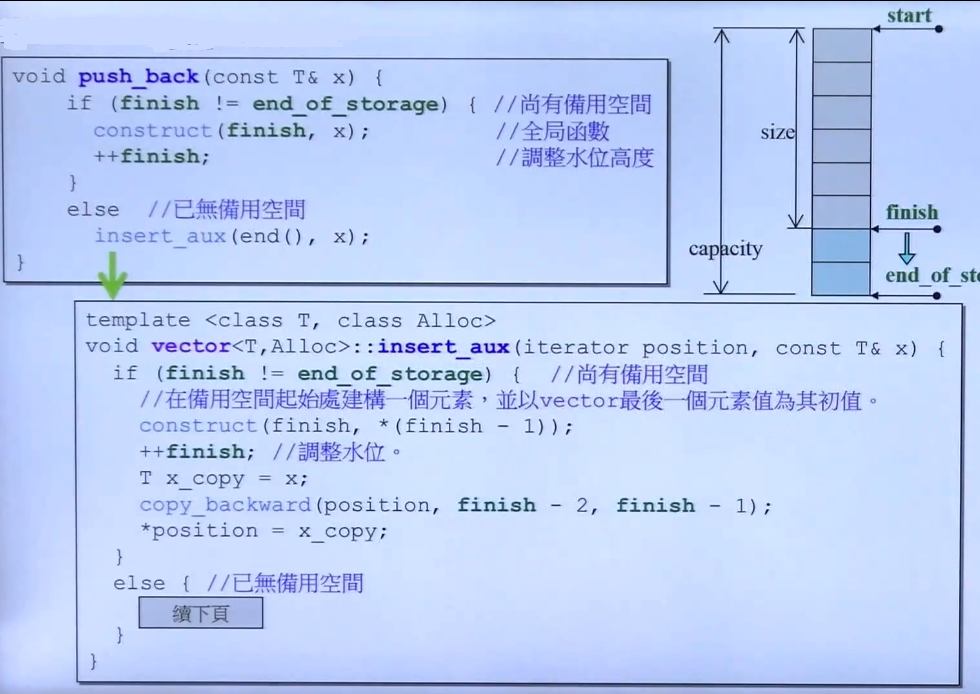 void push_back(const T& x) {
if (finish != end_of_storage) { //尚有備用空間
construct(finish, x); //全局函數
++finish; //調整水位高度
}
else //已無備用空間
insert_aux(end(), x);
}
start
size
finish
capacity
end_of_sto
template <class T, class Alloc>
void vector<T,Alloc>::insert_aux(iterator position, const T& x) {
if (finish != end_of_storage) { //尚有備用空間
//在備用空間起始處建構一個元素，並以vector最後一個元素值為其初值。
construct(finish, *(finish - 1));
++finish; //調整水位。
T x_copy = x;
copy_backward(position, finish - 2, finish - 1);
*position = x_copy;
}
else { //已無備用空間
續下頁
}
}